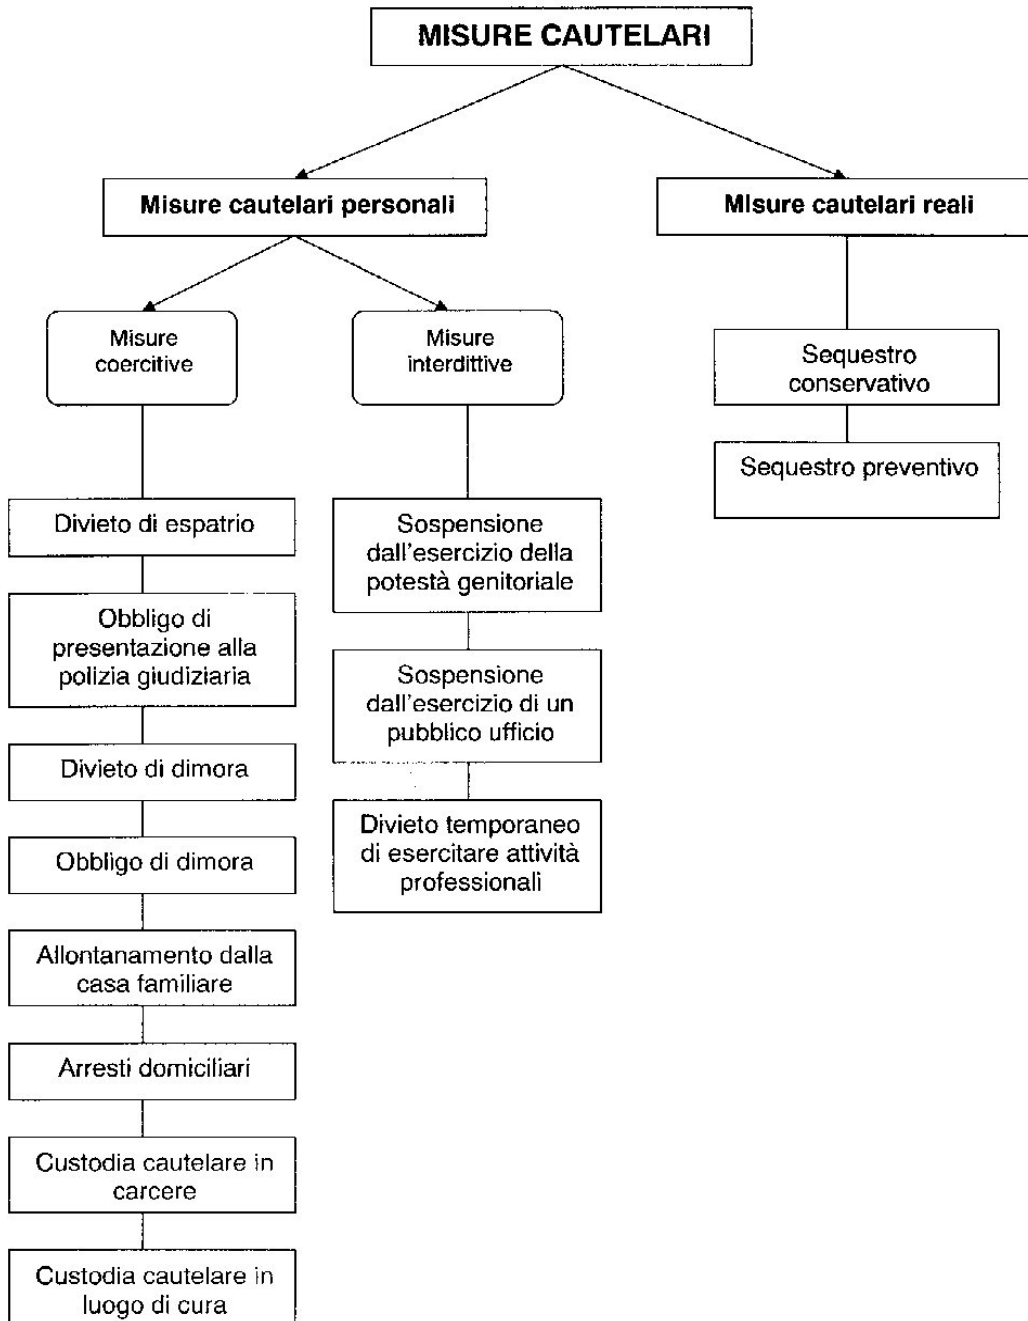 MISURE CAUTELARI
Misure cautelari personali
Misure cautelari reali
Misure
coercitive
Misure
interdittive
Sequestro
conservativo
Sequestro preventivo
Divieto di espatrio
Obbligo di
presentazione alla
polizia giudiziaria
Divieto di dimora
Obbligo di dimora
Allontanamento dalla
casa familiare
Arresti domiciliari
Custodia cautelare in
carcere
Custodia cautelare in
luogo di cura
Sospensione
dall'esercizio della
potestà genitoriale
Sospensione
dall'esercizio di un
pubblico ufficio
Divieto temporaneo
di esercitare attività
professionali